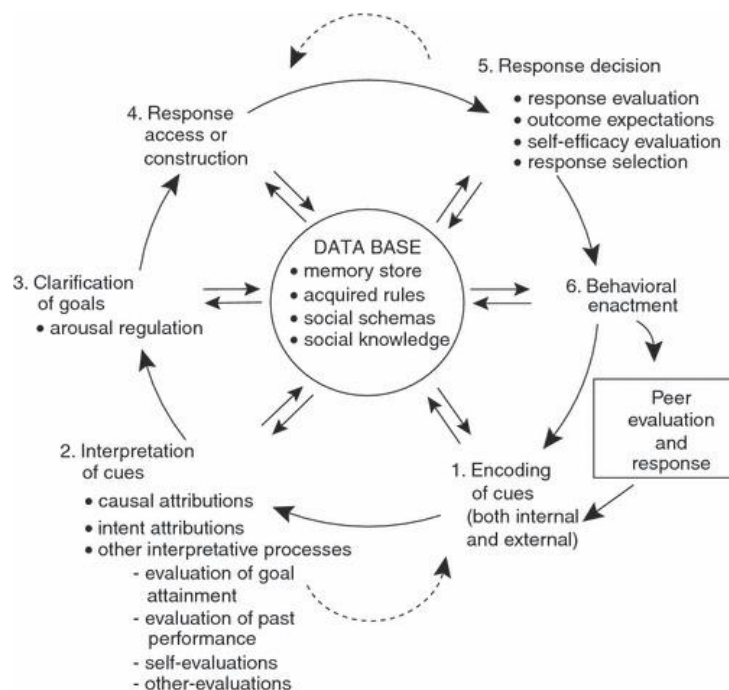 5. Response decision
• response evaluation
• outcome expectations
• self-efficacy evaluation
• response selection
4. Response
access or
construction
DATA BASE
• memory store
• acquired rules
• social schemas
• social knowledge
3. Clarification
of goals
• arousal regulation
6. Behavioral
enactment
Peer
evaluation
and
response
2. Interpretation
of cues
• causal attributions
• intent attributions
• other interpretative processes
- evaluation of goal
attainment
- evaluation of past
performance
- self-evaluations
- other-evaluations
1. Encoding
of cues
(both internal
and external)